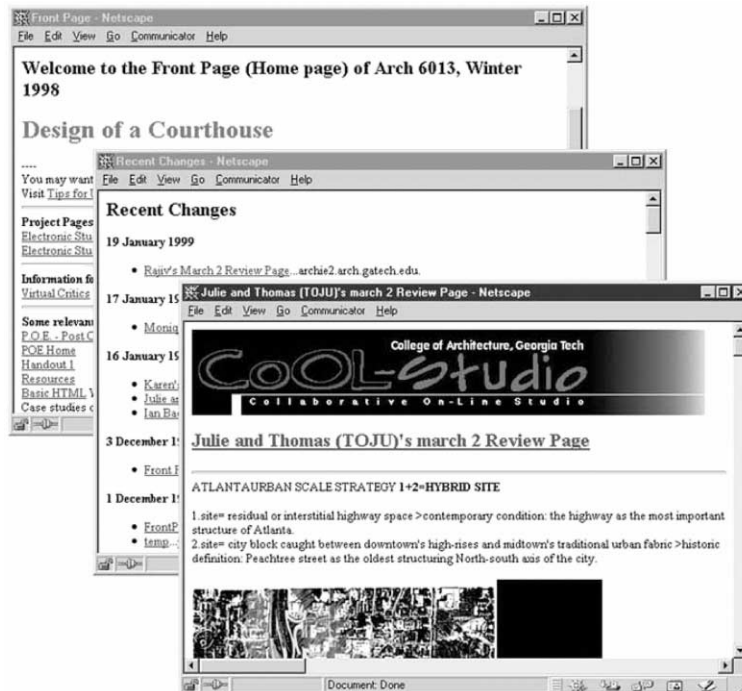 Front Page - Netscape
File Edit View Go Communicator Help
Welcome to the Front Page (Home page) of Arch 6013, Winter
1998
Design of a Courthouse
----
You may want
Visit Tips for
Project Pages
Electronic Stu
Electronic Stu
Information fo
Virtual Critics
Some relevan
P.O.E. - Post C
POE Home
Handout 1
Resources
Basic HTML
Case studies
Recent Changes - Netscape
File Edit View Go Communicator Help
Recent Changes
19 January 1999
Rajiv's March 2 Review Page...archie2.arch.gatech.edu.
17 January 19
Moniq
16 January 19
Karen's
Julie an
Ian Ba
3 December 19
Front P
1 December 19
FrontP
temp...
Julie and Thomas (TOJU)'s march 2 Review Page - Netscape
File Edit View Go Communicator Help
College of Architecture, Georgia Tech
CoOL-Studio
Collaborative On-Line Studio
Julie and Thomas (TOJU)'s march 2 Review Page
ATLANTAURBAN SCALE STRATEGY 1+2=HYBRID SITE
1.site= residual or interstitial highway space >contemporary condition: the highway as the most important
structure of Atlanta.
2.site= city block caught between downtown's high-rises and midtown's traditional urban fabric >historic
definition: Peachtree street as the oldest structuring North-south axis of the city.
Document: Done